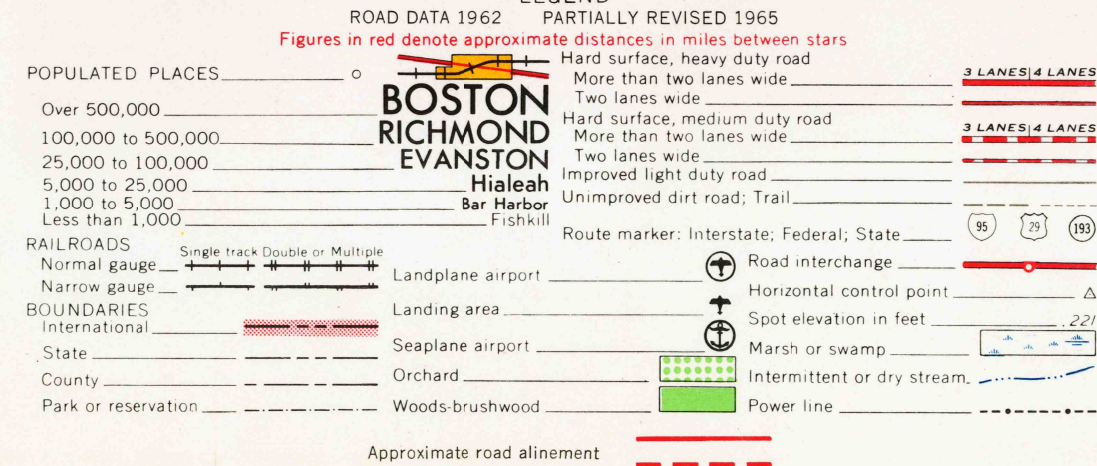 LEGEND
ROAD DATA 1962 PARTIALLY REVISED 1965
Figures in red denote approximate distances in miles between stars
POPULATED PLACES
Over 500,000 BOSTON
100,000 to 500,000 RICHMOND
25,000 to 100,000 EVANSTON
5,000 to 25,000 Hialeah
1,000 to 5,000 Bar Harbor
Less than 1,000 Fishkill
RAILROADS
Single track Double or Multiple
Normal gauge
Narrow gauge
BOUNDARIES
International
State
County
Park or reservation
Landplane airport
Landing area
Seaplane airport
Orchard
Woods-brushwood
Hard surface, heavy duty road
More than two lanes wide 3 LANES 4 LANES
Two lanes wide
Hard surface, medium duty road
More than two lanes wide 3 LANES 4 LANES
Two lanes wide
Improved light duty road
Unimproved dirt road; Trail
Route marker: Interstate; Federal; State 95 29 193
Road interchange
Horizontal control point
Spot elevation in feet .221
Marsh or swamp
Intermittent or dry stream
Power line
Approximate road alinement